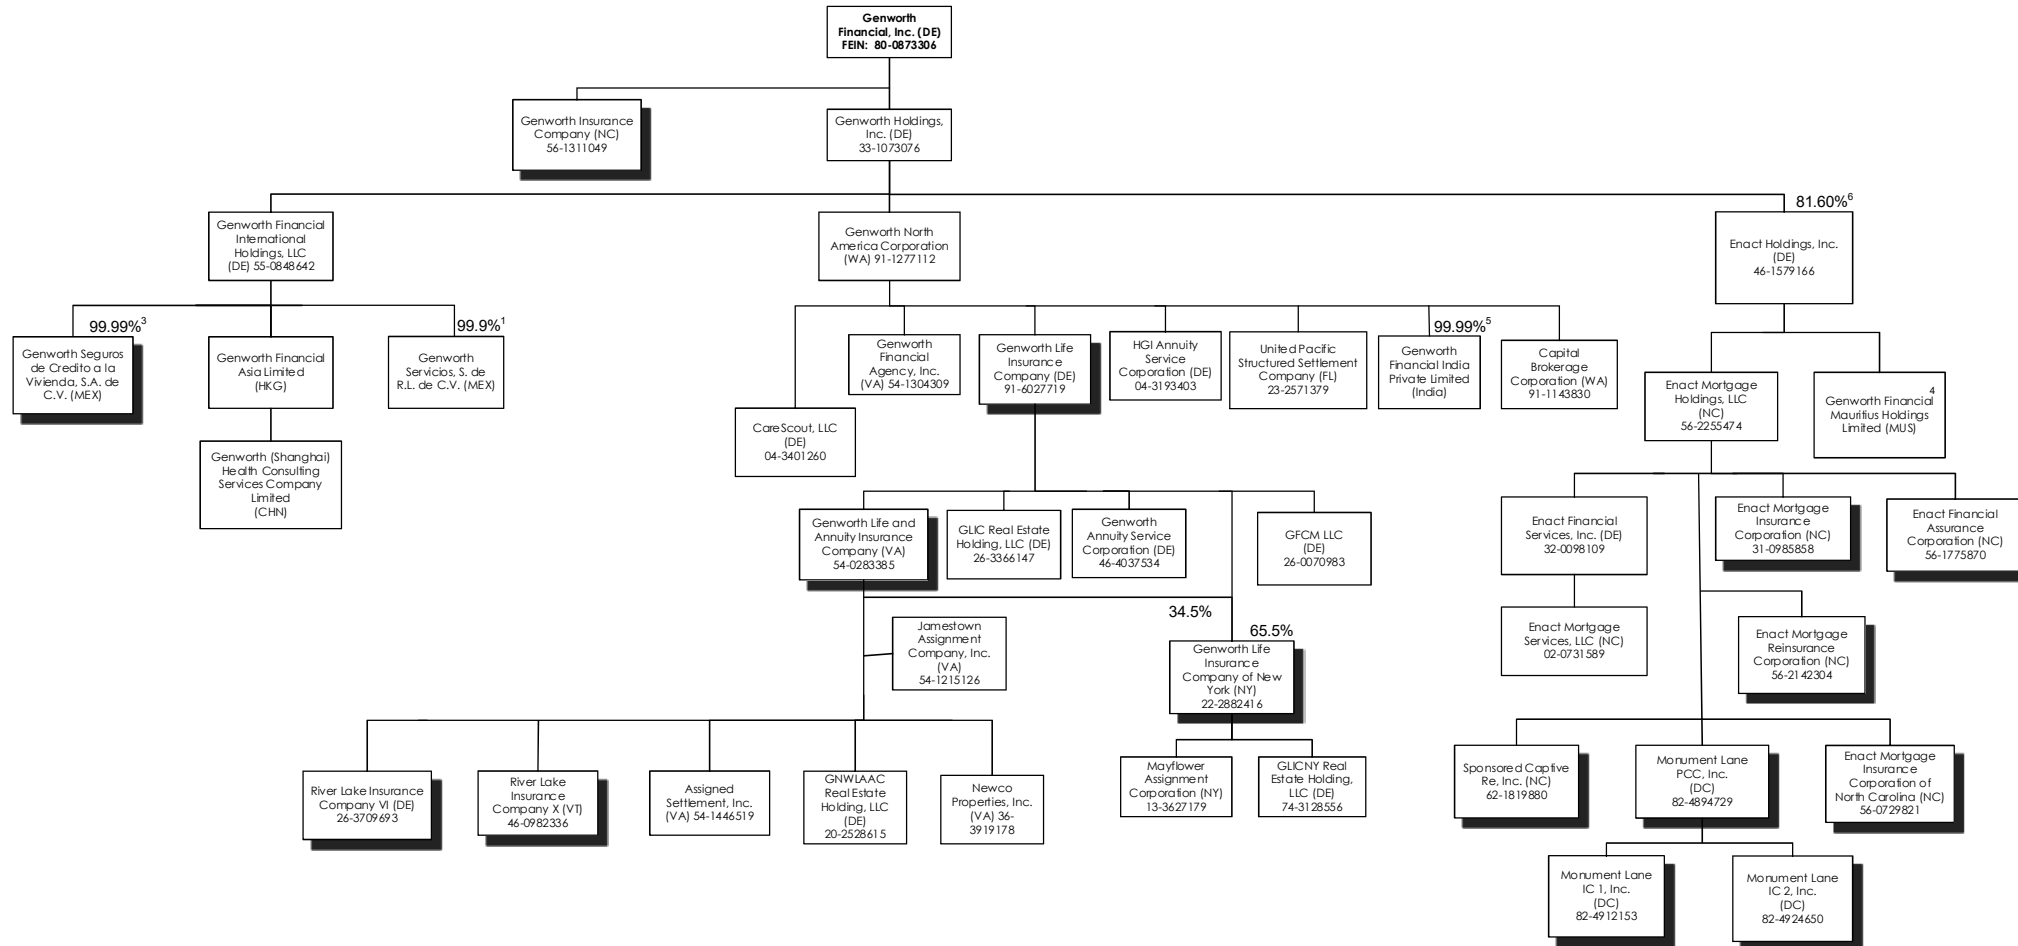 Genworth
Financial, Inc. (DE)
FEIN: 80-0873306
Genworth Insurance
Company (NC)
56-1311049
Genworth Holdings,
Inc. (DE)
33-1073076
Genworth Financial
International
Holdings, LLC
(DE) 55-0848642
Genworth North
America Corporation
(WA) 91-1277112
81.60%6
Enact Holdings, Inc.
(DE)
46-1579166
99.99%3
Genworth Seguros
de Credito a la
Vivienda, S.A. de
C.V. (MEX)
Genworth Financial
Asia Limited
(HKG)
99.9%1
Genworth
Servicios, S. de
R.L. de C.V. (MEX)
Genworth (Shanghai)
Health Consulting
Services Company
Limited
(CHN)
CareScout, LLC
(DE)
04-3401260
Genworth
Financial
Agency, Inc.
(VA) 54-1304309
Genworth Life
Insurance
Company (DE)
91-6027719
HGI Annuity
Service
Corporation (DE)
04-3193403
United Pacific
Structured Settlement
Company (FL)
23-2571379
99.99%5
Genworth
Financial India
Private Limited
(India)
Capital
Brokerage
Corporation (WA)
91-1143830
Enact Mortgage
Holdings, LLC
(NC)
56-2255474
4
Genworth Financial
Mauritius Holdings
Limited (MUS)
Genworth Life and
Annuity Insurance
Company (VA)
54-0283385
GLIC Real Estate
Holding, LLC (DE)
26-3366147
Genworth
Annuity Service
Corporation (DE)
46-4037534
GFCM LLC
(DE)
26-0070983
Enact Financial
Services, Inc. (DE)
32-0098109
Enact Mortgage
Insurance
Corporation (NC)
31-0985858
Enact Financial
Assurance
Corporation (NC)
56-1775870
34.5%
65.5%
Jamestown
Assignment
Company, Inc.
(VA)
54-1215126
Genworth Life
Insurance
Company of New
York (NY)
22-2882416
Enact Mortgage
Services, LLC (NC)
02-0731589
Enact Mortgage
Reinsurance
Corporation (NC)
56-2142304
River Lake Insurance
Company VI (DE)
26-3709693
River Lake
Insurance
Company X (VT)
46-0982336
Assigned
Settlement, Inc.
(VA) 54-1446519
GNWLAAC
Real Estate
Holding, LLC
(DE)
20-2528615
Newco
Properties, Inc.
(VA) 36-
3919178
Mayflower
Assignment
Corporation (NY)
13-3627179
GLICNY Real
Estate Holding,
LLC (DE)
74-3128556
Sponsored Captive
Re, Inc. (NC)
62-1819880
Monument Lane
PCC, Inc.
(DC)
82-4894729
Enact Mortgage
Insurance
Corporation of
North Carolina (NC)
56-0729821
Monument Lane
IC 1, Inc.
(DC)
82-4912153
Monument Lane
IC 2, Inc.
(DC)
82-4924650